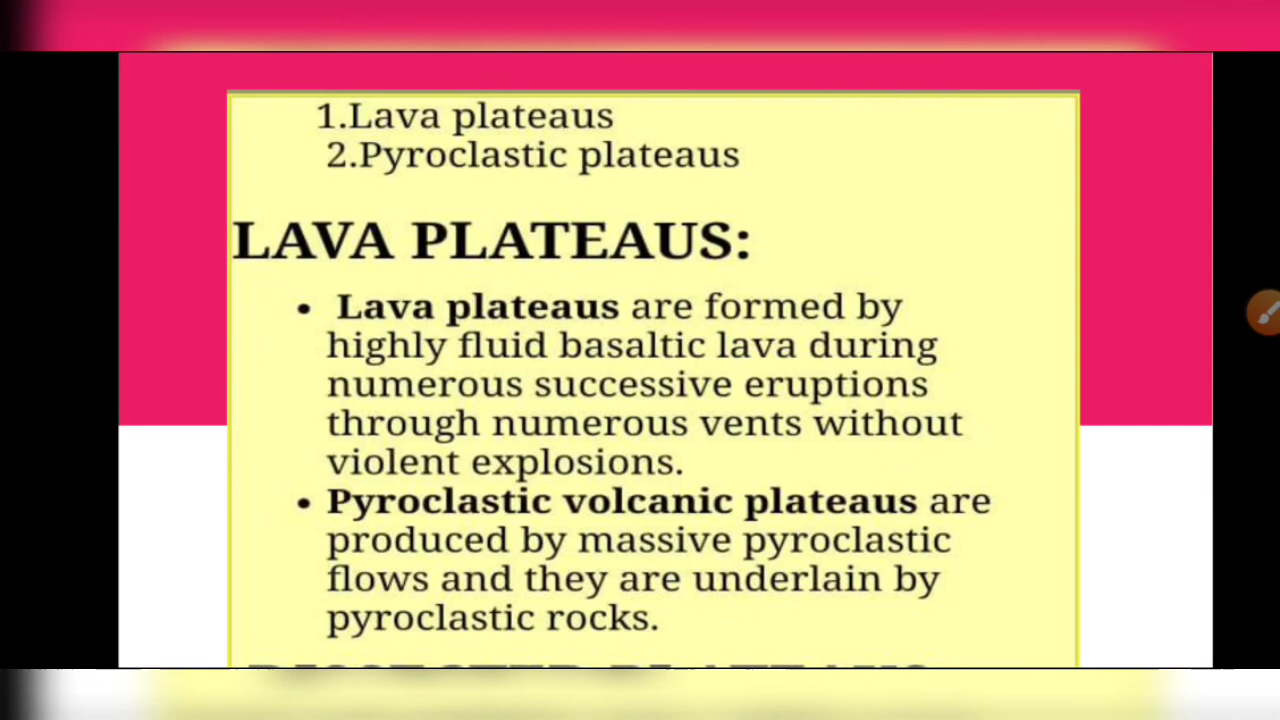 1.Lava plateaus
2.Pyroclastic plateaus
LAVA PLATEAUS:
• Lava plateaus are formed by
highly fluid basaltic lava during
numerous successive eruptions
through numerous vents without
violent explosions.
• Pyroclastic volcanic plateaus are
produced by massive pyroclastic
flows and they are underlain by
pyroclastic rocks.